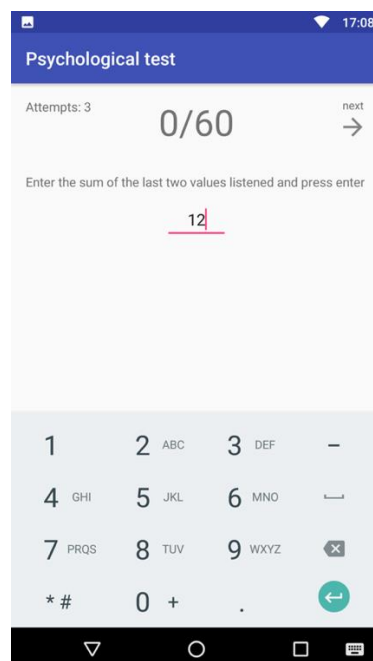 17:08
Psychological test
Attempts: 3
0/60
next
Enter the sum of the last two values listened and press enter
12
1
2 ABC
3 DEF
–
4 GHI
5 JKL
6 MNO
7 PRQS
8 TUV
9 WXYZ
* #
0 +
.